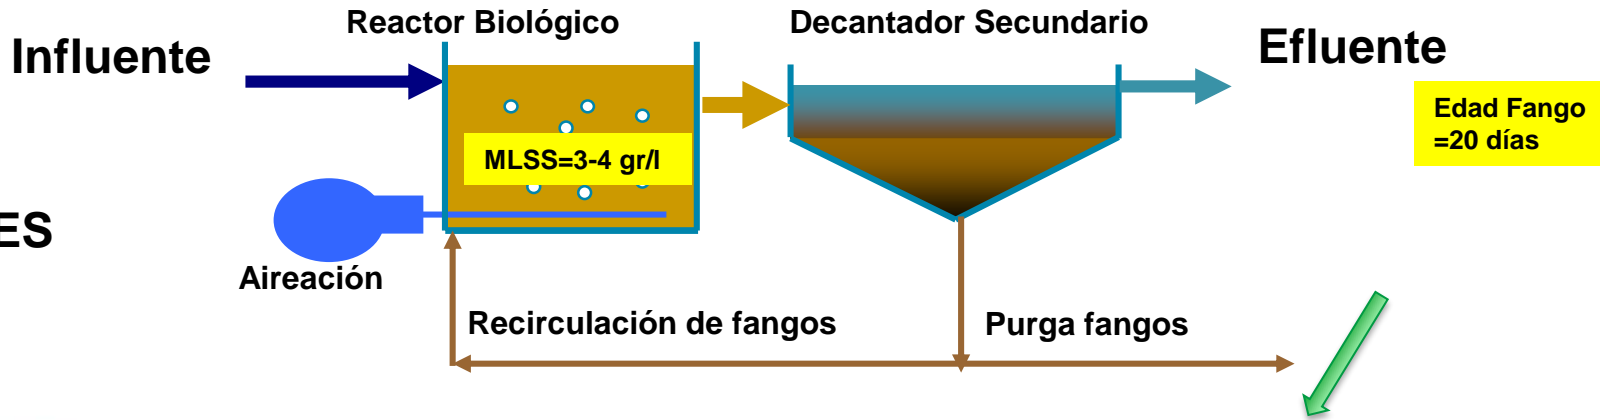 Reactor Biológico
Decantador Secundario
Influente
Efluente
Edad Fango
=20 días
MLSS=3-4 gr/l
ES
Aireación
Recirculación de fangos
Purga fangos